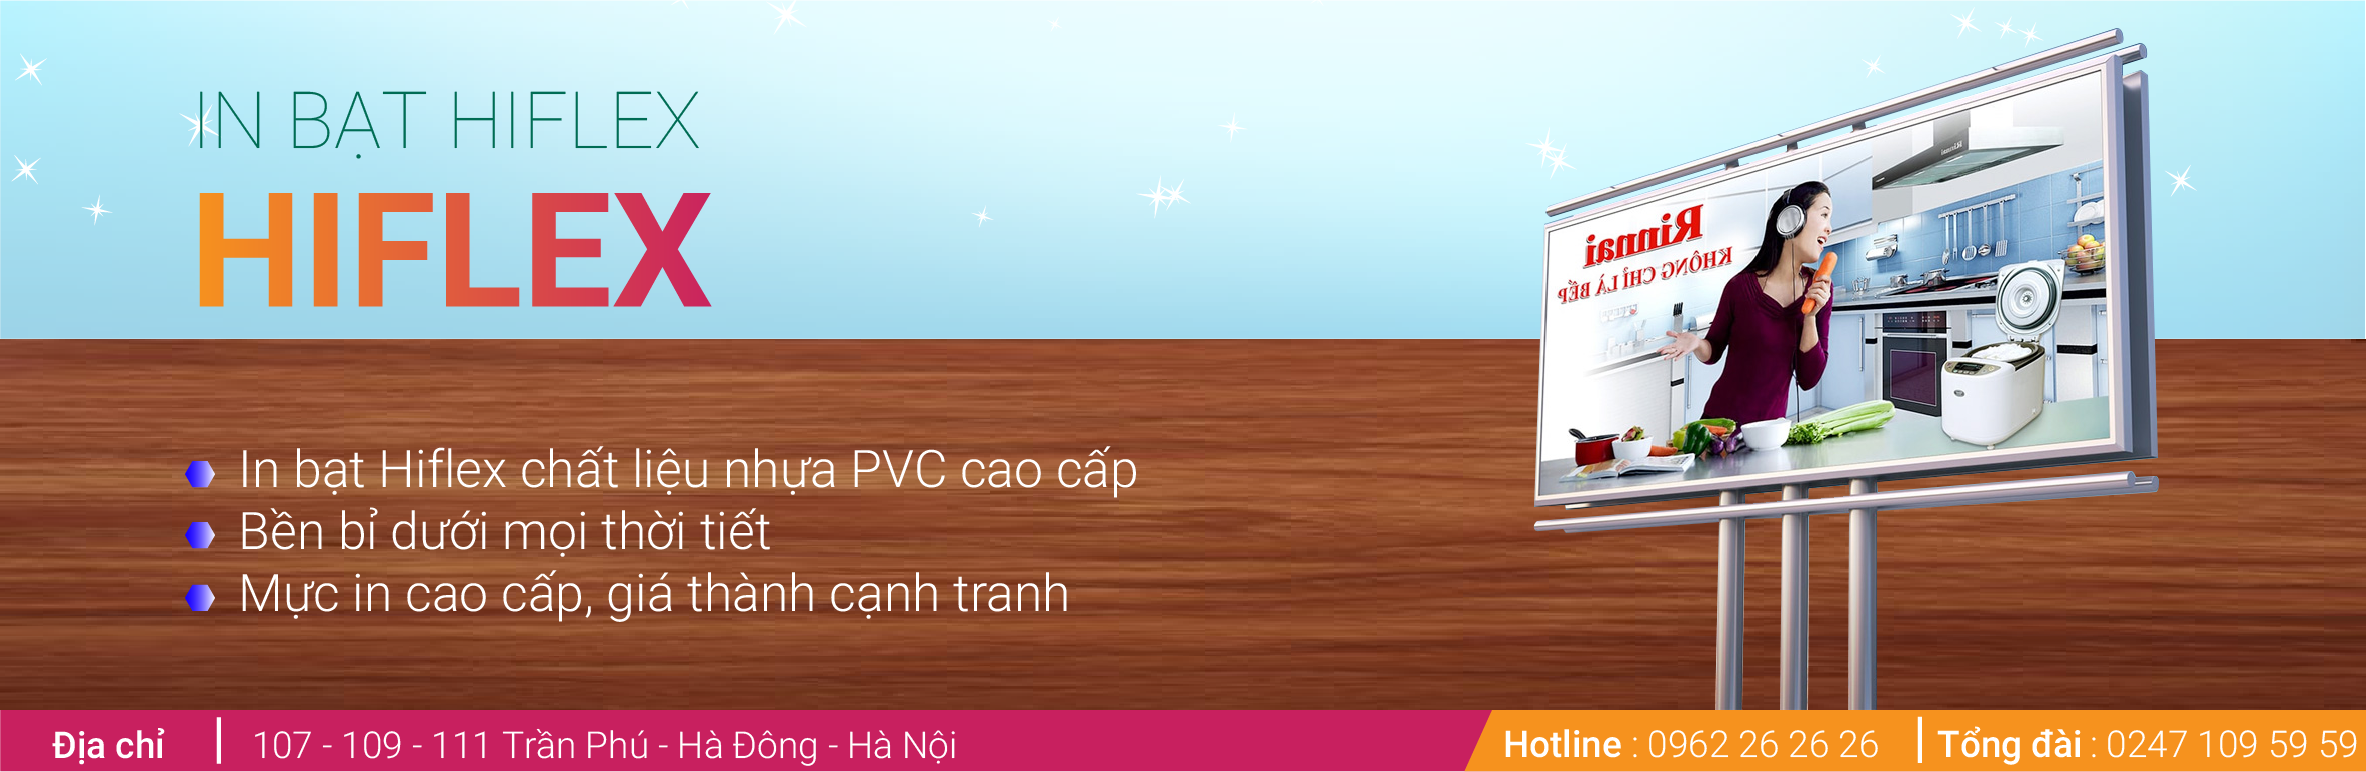 IN BẠT HIFLEX
HIFLEX
Rinnai
KHÔNG CHỈ LÀ BẾP
In bạt Hiflex chất liệu nhựa PVC cao cấp
Bền bỉ dưới mọi thời tiết
Mực in cao cấp, giá thành cạnh tranh
Địa chỉ | 107 - 109 - 111 Trần Phú - Hà Đông - Hà Nội
Hotline : 0962 26 26 26 | Tổng đài : 0247 109 59 59